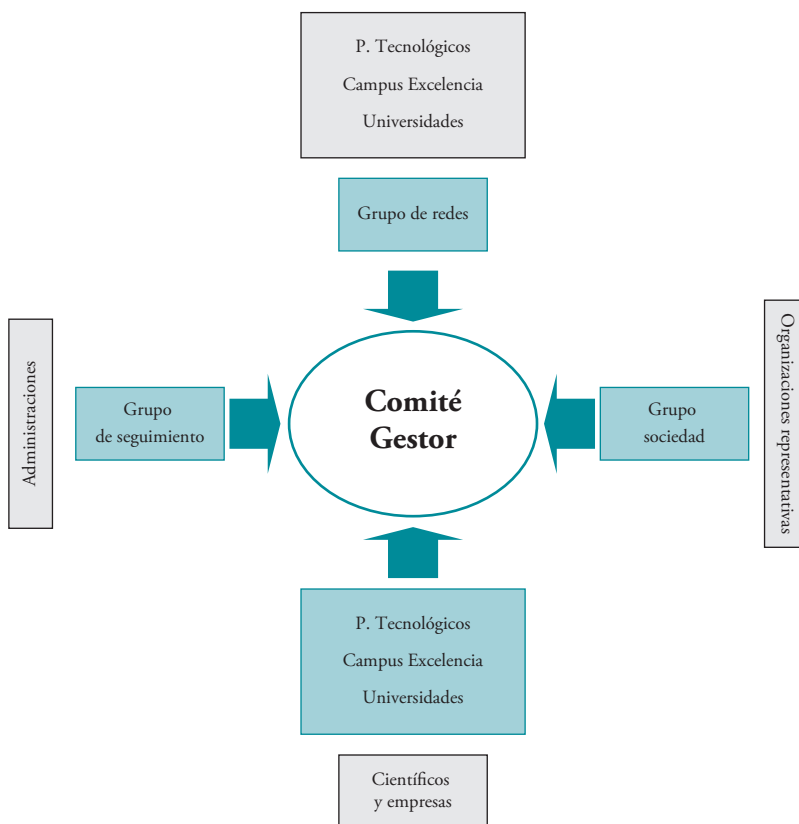 P. Tecnológicos
Campus Excelencia
Universidades
Grupo de redes
Administraciones
Grupo
de seguimiento
Comité
Gestor
Grupo
sociedad
Organizaciones representativas
P. Tecnológicos
Campus Excelencia
Universidades
Científicos
y empresas